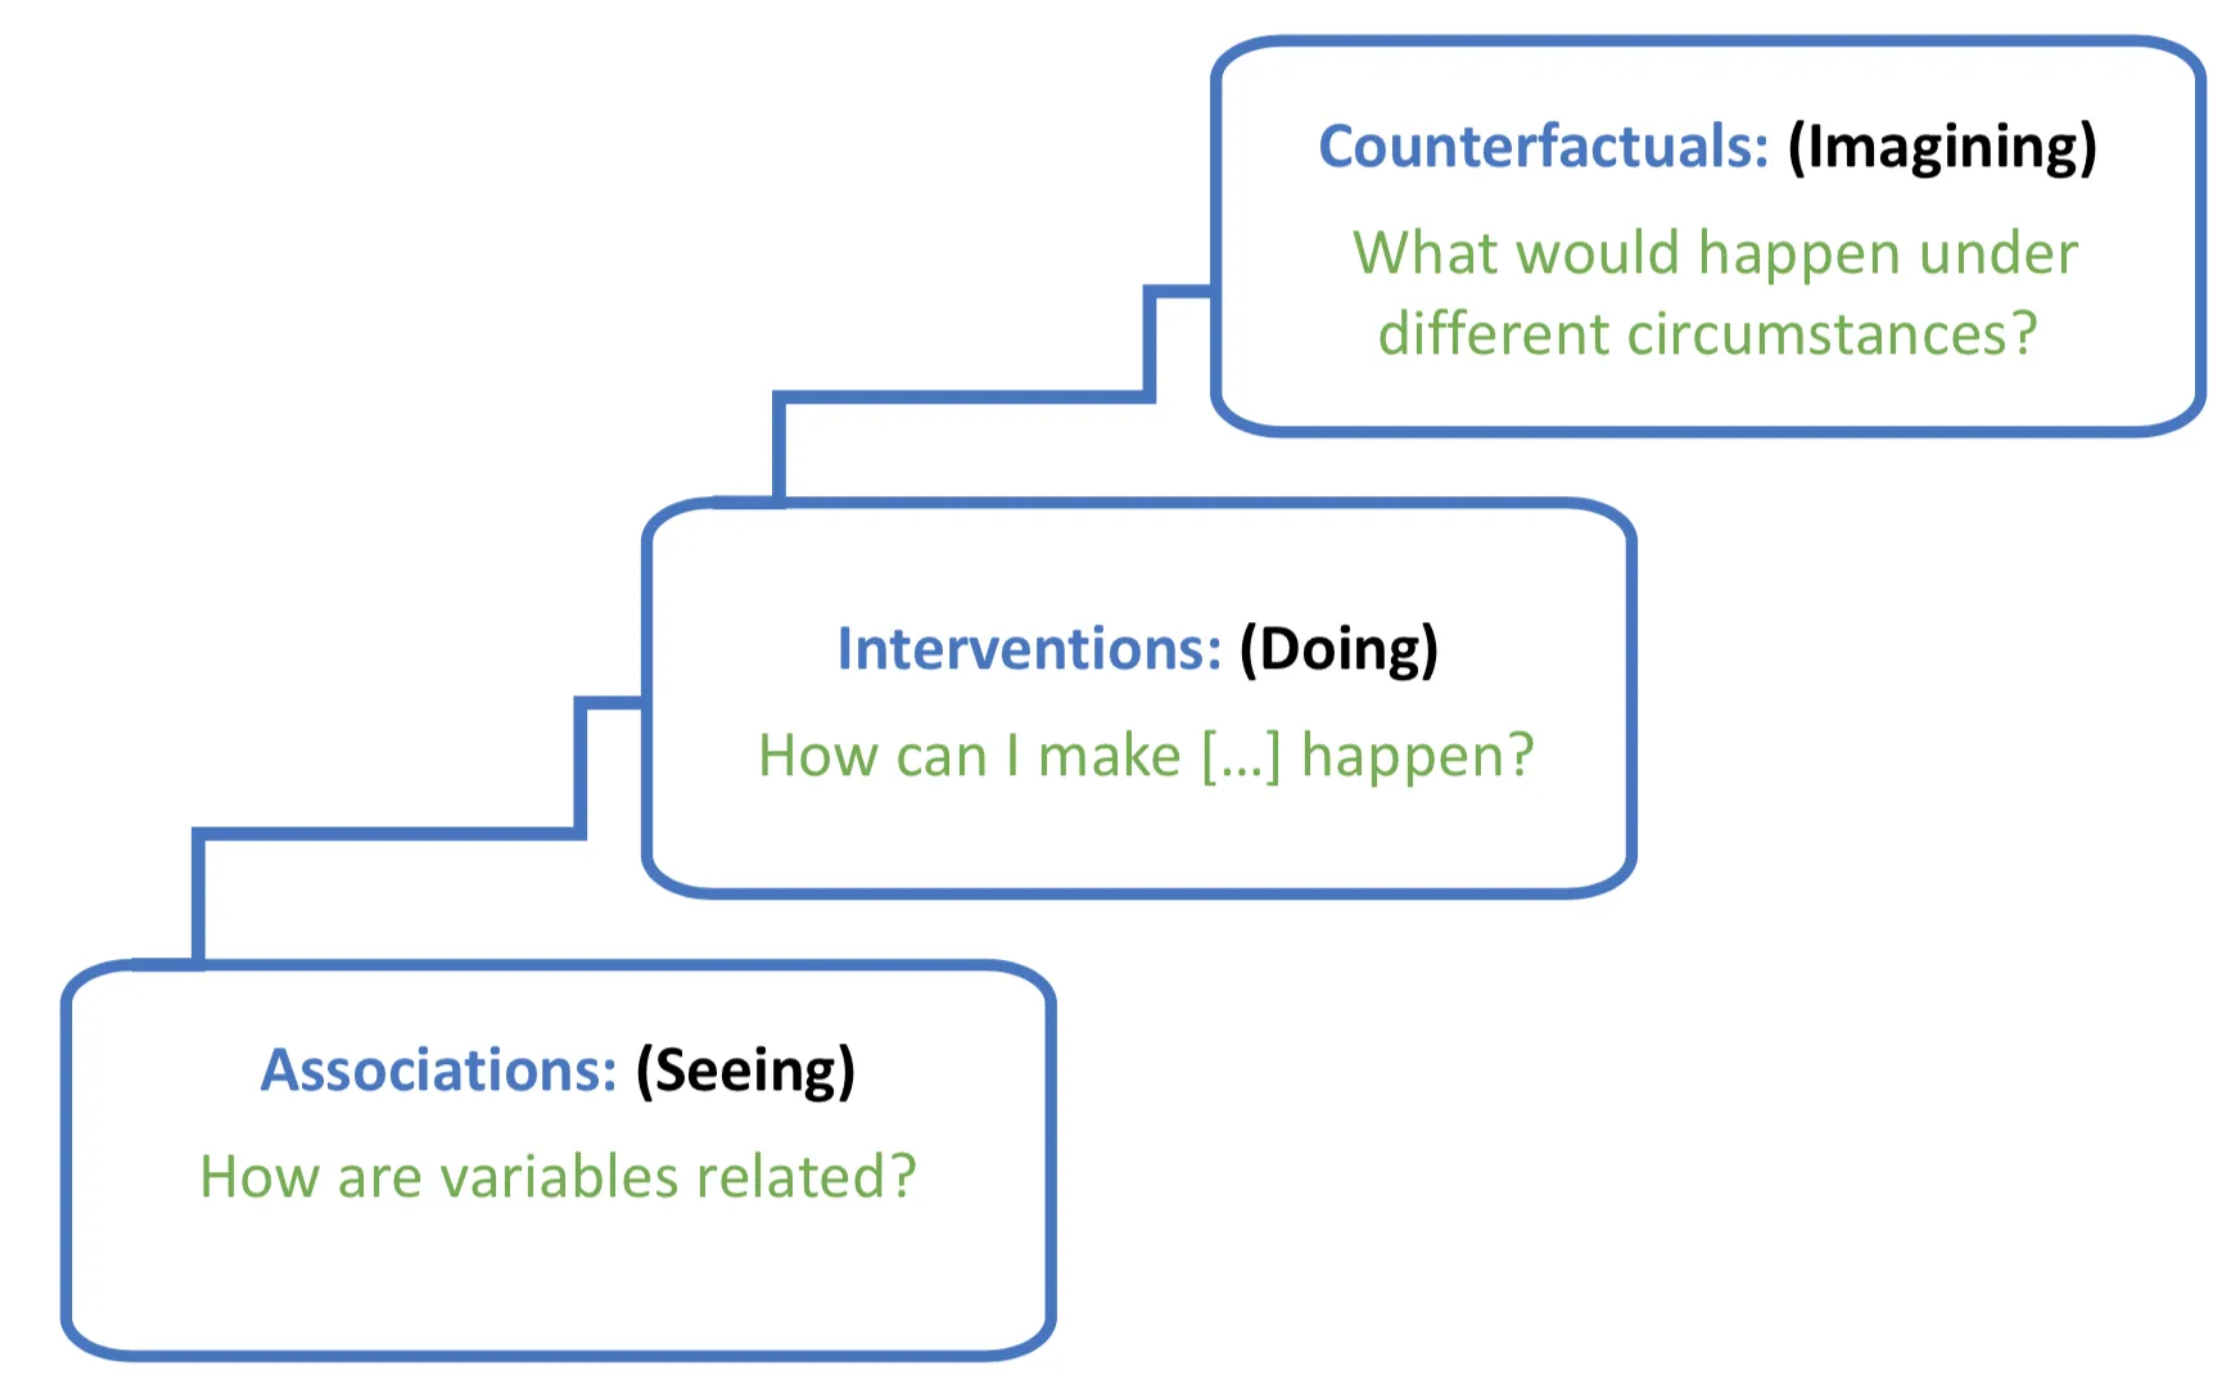 Counterfactuals: (Imagining)
What would happen under
different circumstances?
Interventions: (Doing)
How can I make [...] happen?
Associations: (Seeing)
How are variables related?